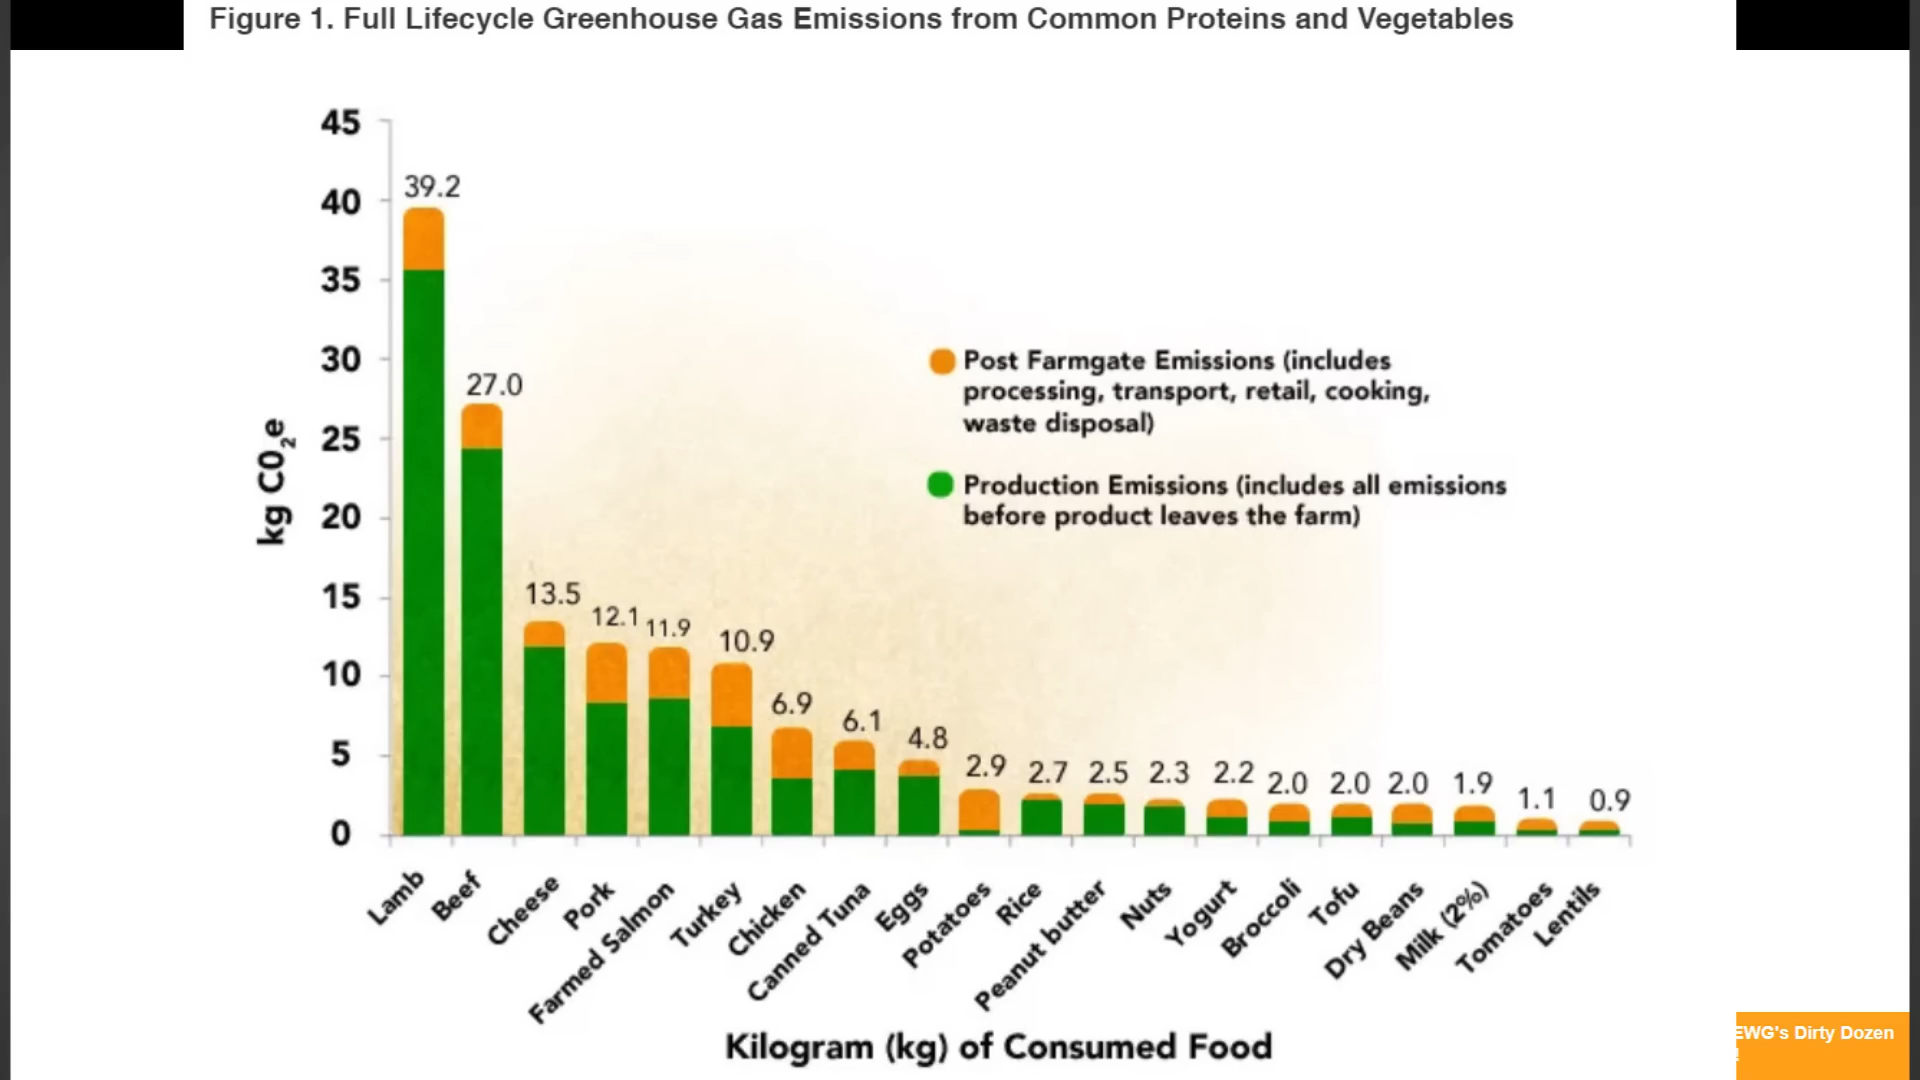 Figure 1. Full Lifecycle Greenhouse Gas Emissions from Common Proteins and Vegetables
45
40
35
30
25
20
15
10
5
0
kg CO₂e
39.2
27.0
13.5
12.1
11.9
10.9
6.9
6.1
4.8
2.9
2.7
2.5
2.3
2.2
2.0
2.0
2.0
1.9
1.1
0.9
Post Farmgate Emissions (includes
processing, transport, retail, cooking,
waste disposal)
Production Emissions (includes all emissions
before product leaves the farm)
Lamb
Beef
Cheese
Pork
Farmed Salmon
Turkey
Chicken
Canned Tuna
Eggs
Potatoes
Rice
Peanut butter
Nuts
Yogurt
Broccoli
Tofu
Dry Beans
Milk (2%)
Tomatoes
Lentils
Kilogram (kg) of Consumed Food
EWG's Dirty Dozen
!